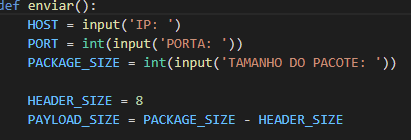 def enviar():
    HOST = input('IP: ')
    PORT = int(input('PORTA: '))
    PACKAGE_SIZE = int(input('TAMANHO DO PACOTE: '))

    HEADER_SIZE = 8
    PAYLOAD_SIZE = PACKAGE_SIZE - HEADER_SIZE